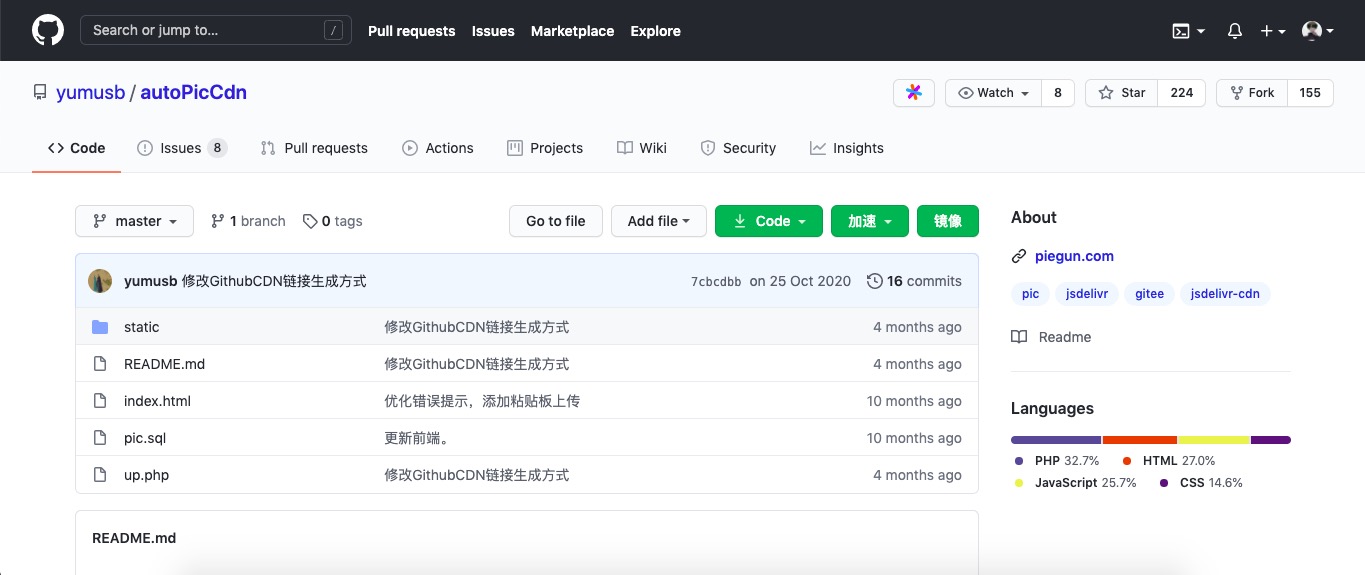 Search or jump to… / Pull requests Issues Marketplace Explore
yumusb / autoPicCdn Watch 8 Star 224 Fork 155
Code Issues 8 Pull requests Actions Projects Wiki Security Insights
master 1 branch 0 tags Go to file Add file Code 加速 镜像
yumusb 修改GithubCDN链接生成方式 7cbcdbb on 25 Oct 2020 16 commits
static 修改GithubCDN链接生成方式 4 months ago
README.md 修改GithubCDN链接生成方式 4 months ago
index.html 优化错误提示，添加粘贴板上传 10 months ago
pic.sql 更新前端。 10 months ago
up.php 修改GithubCDN链接生成方式 4 months ago
README.md
About
piegun.com
pic jsdelivr gitee jsdelivr-cdn
Readme
Languages
PHP 32.7% HTML 27.0%
JavaScript 25.7% CSS 14.6%